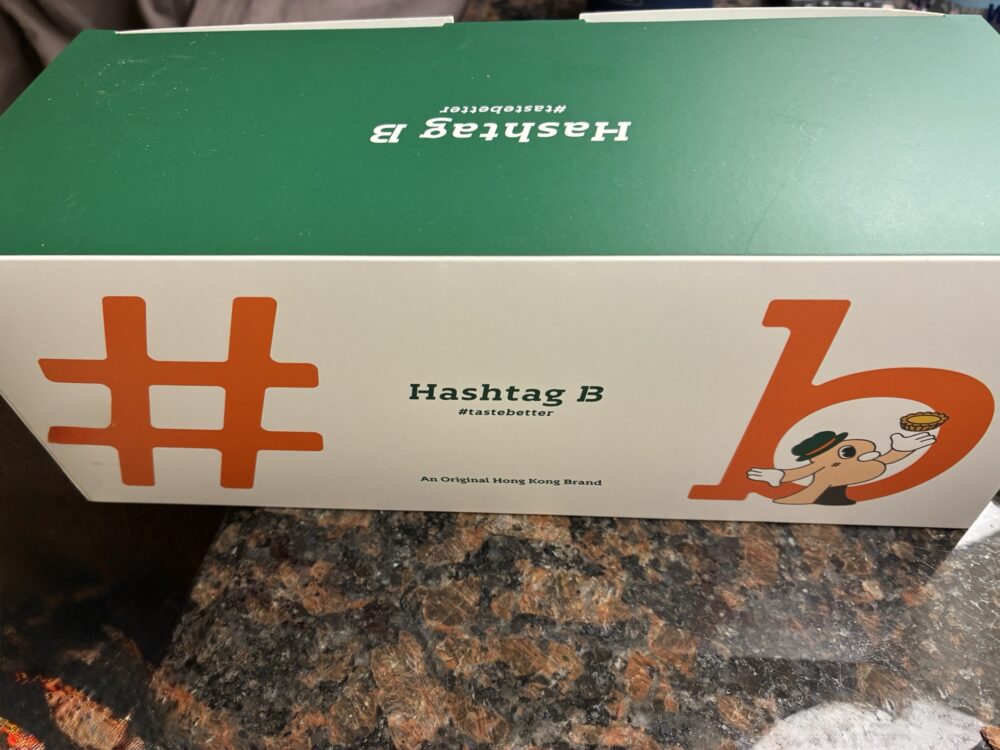 Hashtag B
#tastebetter
#
b
Hashtag B
#tastebetter
An Original Hong Kong Brand